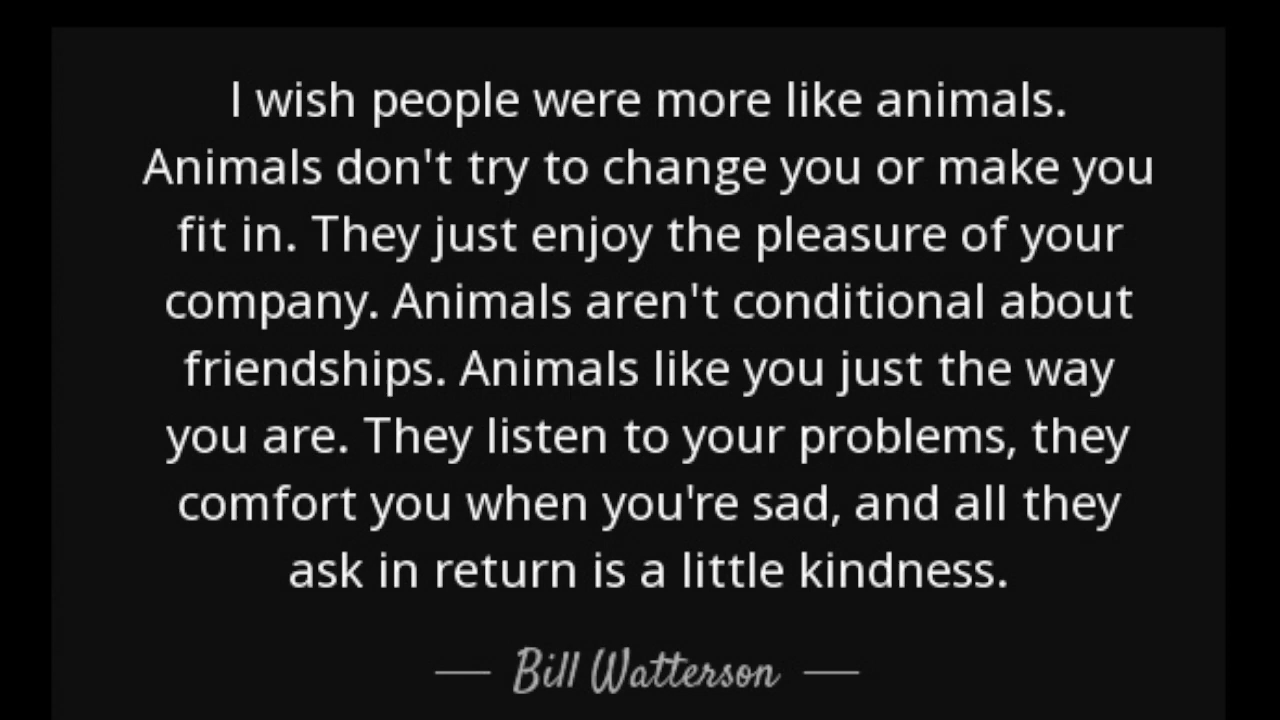 I wish people were more like animals.
Animals don't try to change you or make you
fit in. They just enjoy the pleasure of your
company. Animals aren't conditional about
friendships. Animals like you just the way
you are. They listen to your problems, they
comfort you when you're sad, and all they
ask in return is a little kindness.
— Bill Watterson —